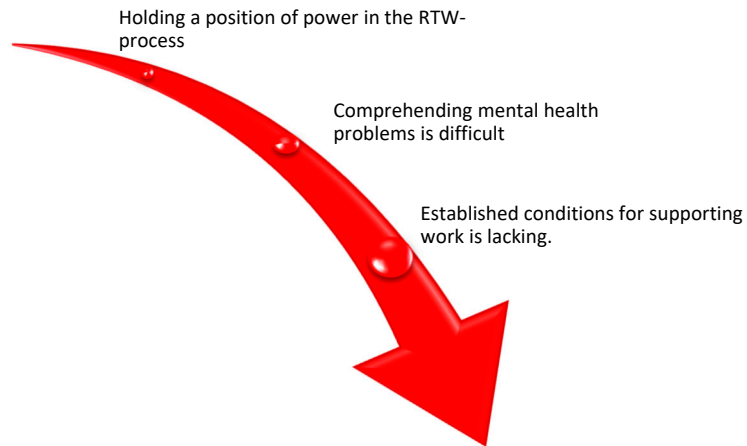 Holding a position of power in the RTW-
process
Comprehending mental health
problems is difficult
Established conditions for supporting
work is lacking.